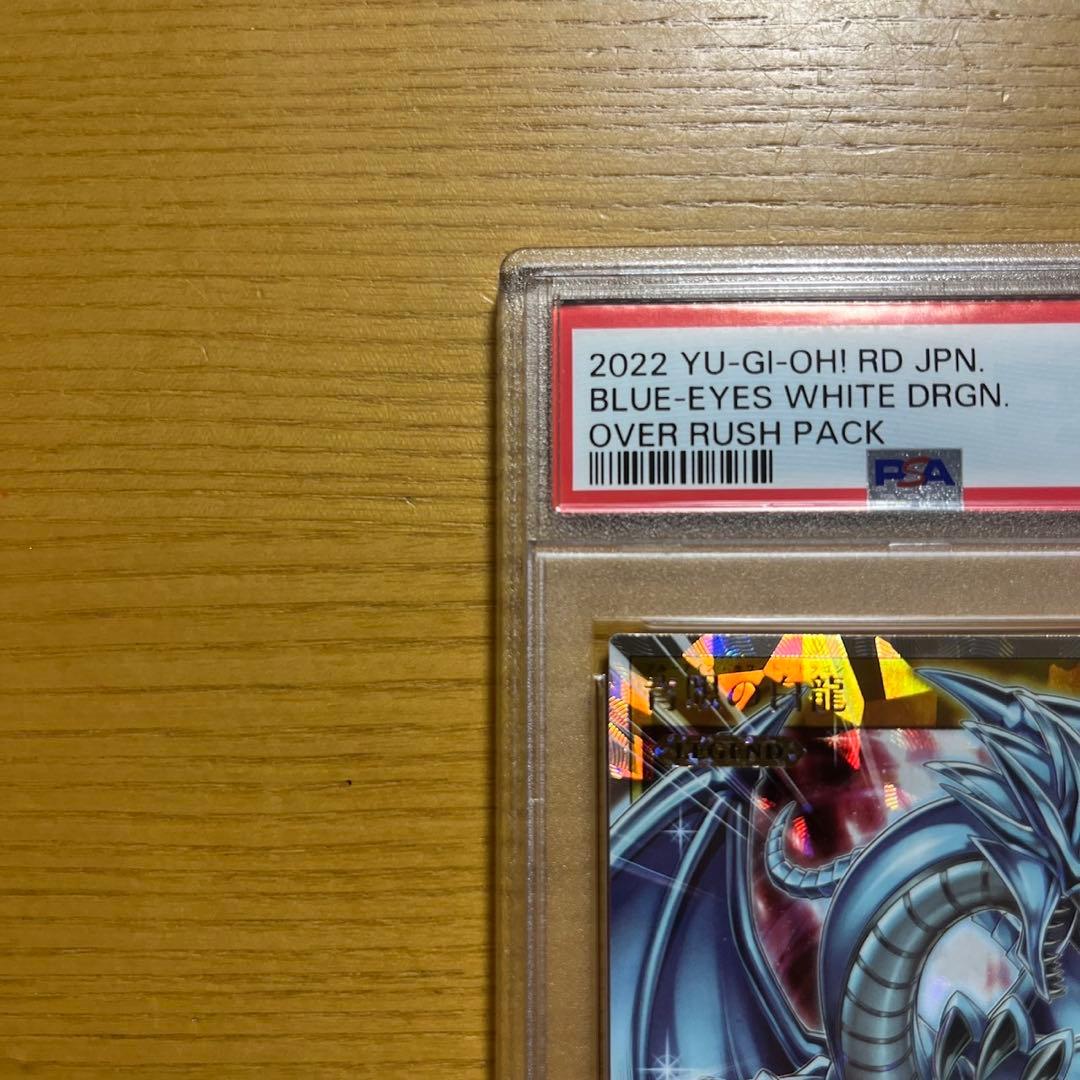 2022 YU-GI-OH! RD JPN.
BLUE-EYES WHITE DRGN.
OVER RUSH PACK
PSA
青眼の白龍
LEGEND